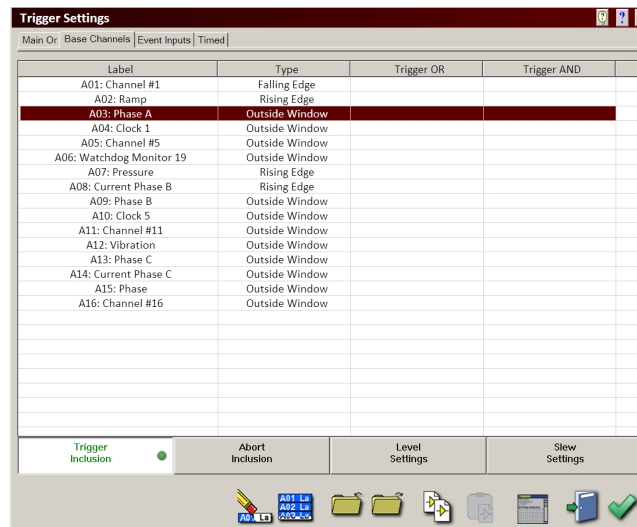 Trigger Settings
Main Or Base Channels Event Inputs Timed
Label Type Trigger OR Trigger AND
A01: Channel #1 Falling Edge
A02: Ramp Rising Edge
A03: Phase A Outside Window
A04: Clock 1 Outside Window
A05: Channel #5 Outside Window
A06: Watchdog Monitor 19 Outside Window
A07: Pressure Rising Edge
A08: Current Phase B Rising Edge
A09: Phase B Outside Window
A10: Clock 5 Outside Window
A11: Channel #11 Outside Window
A12: Vibration Outside Window
A13: Phase C Outside Window
A14: Current Phase C Outside Window
A15: Phase Outside Window
A16: Channel #16 Outside Window
Trigger Inclusion
Abort Inclusion
Level Settings
Slew Settings
A01 La
A02 La